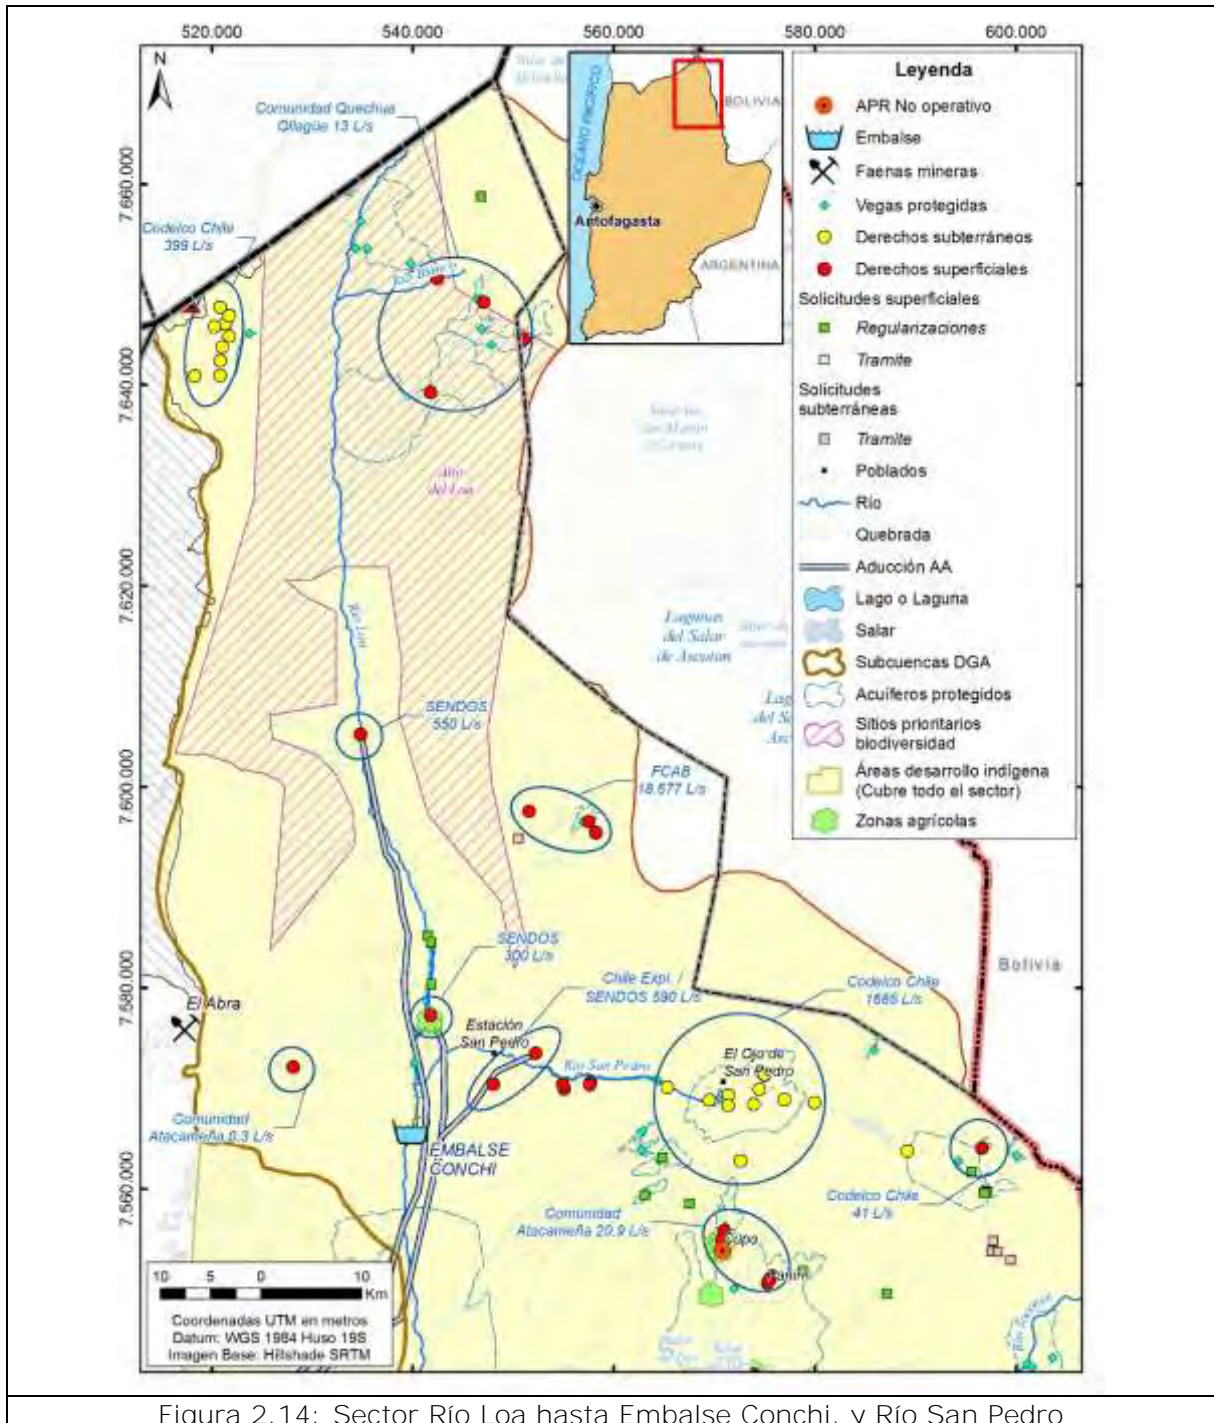 520.000
540.000
560.000
580.000
600.000
N
7.660.000
7.640.000
7.620.000
7.600.000
7.580.000
7.560.000
Comunidad Quechua
Ollagüe 13 L/s
Codelco Chile
399 L/s
Alto
del Loa
Río Loa
Lagunas
del Salar
de Ascotan
SENDOS
550 L/s
FCAB
18.677 L/s
SENDOS
300 L/s
Chile Expl. /
SENDOS 590 L/s
Codelco Chile
1665 L/s
El Abra
Estación
San Pedro
Río San Pedro
El Ojo de
San Pedro
Bolivia
Comunidad
Atacameña 0.3 L/s
EMBALSE
CONCHI
Comunidad
Atacameña 20.9 L/s
Codelco Chile
41 L/s
Cupo
OCÉANO PACIFICO
BOLIVIA
Antofagasta
ARGENTINA
Leyenda
APR No operativo
Embalse
Faenas mineras
Vegas protegidas
Derechos subterráneos
Derechos superficiales
Solicitudes superficiales
Regularizaciones
Tramite
Solicitudes
subterráneas
Tramite
Poblados
Río
Quebrada
Aducción AA
Lago o Laguna
Salar
Subcuencas DGA
Acuíferos protegidos
Sitios prioritarios
biodiversidad
Áreas desarrollo indígena
(Cubre todo el sector)
Zonas agrícolas
10 5 0 10
Km
Coordenadas UTM en metros
Datum: WGS 1984 Huso 19S
Imagen Base: Hillshade SRTM
Figura 2.14: Sector Río Loa hasta Embalse Conchi, y Río San Pedro